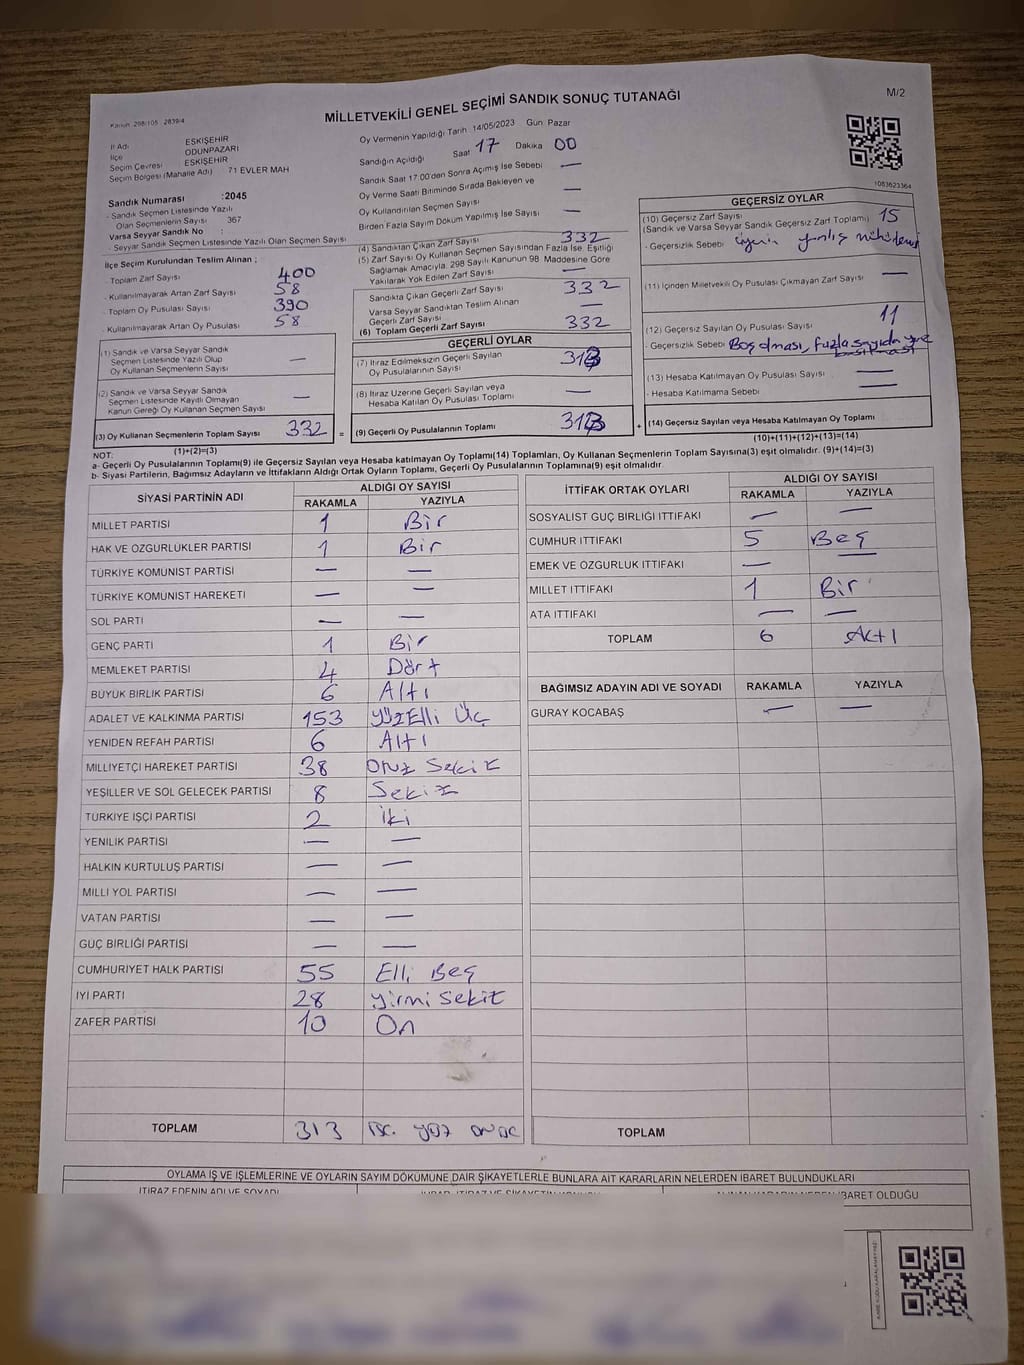 M/2
MİLLETVEKİLİ GENEL SEÇİMİ SANDIK SONUÇ TUTANAĞI
Kanun 298/105 2839/4
İl Adı ESKİŞEHİR
İlçe ODUNPAZARI
Seçim Çevresi ESKİŞEHİR
Seçim Bölgesi (Mahalle Adı) 71 EVLER MAH
Sandık Numarası :2045
- Sandık Seçmen Listesinde Yazılı
Olan Seçmenlerin Sayısı 367
Varsa Seyyar Sandık No :
- Seyyar Sandık Seçmen Listesinde Yazılı Olan Seçmen Sayısı
İlçe Seçim Kurulundan Teslim Alınan ;
- Toplam Zarf Sayısı 400
- Kullanılmayarak Artan Zarf Sayısı 58
- Toplam Oy Pusulası Sayısı 390
- Kullanılmayarak Artan Oy Pusulası 58
(1) Sandık ve Varsa Seyyar Sandık
Seçmen Listesinde Yazılı Olup
Oy Kullanan Seçmenlerin Sayısı —
(2) Sandık ve Varsa Seyyar Sandık
Seçmen Listesinde Kayıtlı Olmayan
Kanun Gereği Oy Kullanan Seçmen Sayısı —
(3) Oy Kullanan Seçmenlerin Toplam Sayısı 332 =
(1)+(2)=(3)
Oy Vermenin Yapıldığı Tarih 14/05/2023 Gün Pazar
Sandığın Açıldığı Saat 17 Dakika 00
Sandık Saat 17:00'den Sonra Açılmış İse Sebebi —
Oy Verme Saati Bitiminde Sırada Bekleyen ve
Oy Kullandırılan Seçmen Sayısı —
Birden Fazla Sayım Döküm Yapılmış İse Sayısı —
(4) Sandıktan Çıkan Zarf Sayısı 332
(5) Zarf Sayısı Oy Kullanan Seçmen Sayısından Fazla İse, Eşitliği
Sağlamak Amacıyla, 298 Sayılı Kanunun 98. Maddesine Göre
Yakılarak Yok Edilen Zarf Sayısı —
Sandıkta Çıkan Geçerli Zarf Sayısı 332
Varsa Seyyar Sandıktan Teslim Alınan
Geçerli Zarf Sayısı —
(6) Toplam Geçerli Zarf Sayısı 332
GEÇERLİ OYLAR
(7) İtiraz Edilmeksizin Geçerli Sayılan
Oy Pusulalarının Sayısı
(8) İtiraz Üzerine Geçerli Sayılan veya
Hesaba Katılan Oy Pusulası Toplamı —
(9) Geçerli Oy Pusulalarının Toplamı +
1083623364
GEÇERSİZ OYLAR
(10) Geçersiz Zarf Sayısı 15
(Sandık ve Varsa Seyyar Sandık Geçersiz Zarf Toplamı)
- Geçersizlik Sebebi
(11) İçinden Milletvekili Oy Pusulası Çıkmayan Zarf Sayısı —
(12) Geçersiz Sayılan Oy Pusulası Sayısı 11
- Geçersizlik Sebebi Boş olması, fuzla sayıda
(13) Hesaba Katılmayan Oy Pusulası Sayısı —
- Hesaba Katılmama Sebebi —
(14) Geçersiz Sayılan veya Hesaba Katılmayan Oy Toplamı
(10)+(11)+(12)+(13)=(14)
NOT:
a- Geçerli Oy Pusulalarının Toplamı(9) ile Geçersiz Sayılan veya Hesaba katılmayan Oy Toplamı(14) Toplamları, Oy Kullanan Seçmenlerin Toplam Sayısına(3) eşit olmalıdır. (9)+(14)=(3)
b- Siyasi Partilerin, Bağımsız Adayların ve İttifakların Aldığı Ortak Oyların Toplamı, Geçerli Oy Pusulalarının Toplamına(9) eşit olmalıdır.
SİYASİ PARTİNİN ADI ALDIĞI OY SAYISI
RAKAMLA YAZIYLA
MİLLET PARTİSİ 1 Bir
HAK VE ÖZGÜRLÜKLER PARTİSİ 1 Bir
TÜRKİYE KOMÜNİST PARTİSİ — —
TÜRKİYE KOMÜNİST HAREKETİ — —
SOL PARTİ — —
GENÇ PARTİ 1 Bir
MEMLEKET PARTİSİ 4 Dört
BÜYÜK BİRLİK PARTİSİ 6 Altı
ADALET VE KALKINMA PARTİSİ 153 yüzElli Üç
YENİDEN REFAH PARTİSİ 6 Altı
MİLLİYETÇİ HAREKET PARTİSİ 38 Sekiz
YEŞİLLER VE SOL GELECEK PARTİSİ 8 Sekiz
TÜRKİYE İŞÇİ PARTİSİ 2 İki
YENİLİK PARTİSİ — —
HALKIN KURTULUŞ PARTİSİ — —
MİLLİ YOL PARTİSİ — —
VATAN PARTİSİ — —
GÜÇ BİRLİĞİ PARTİSİ — —
CUMHURİYET HALK PARTİSİ 55 Elli Beş
İYİ PARTİ 28 yirmi sekiz
ZAFER PARTİSİ 10 On
TOPLAM 313
İTTİFAK ORTAK OYLARI ALDIĞI OY SAYISI
RAKAMLA YAZIYLA
SOSYALİST GÜÇ BİRLİĞİ İTTİFAKI — —
CUMHUR İTTİFAKI 5 Beş
EMEK VE ÖZGÜRLÜK İTTİFAKI — —
MİLLET İTTİFAKI 1 Bir
ATA İTTİFAKI — —
TOPLAM 6 Altı
BAĞIMSIZ ADAYIN ADI VE SOYADI RAKAMLA YAZIYLA
GÜRAY KOCABAŞ — —
TOPLAM
OYLAMA İŞ VE İŞLEMLERİNE VE OYLARIN SAYIM DÖKÜMÜNE DAİR ŞİKAYETLERLE BUNLARA AİT KARARLARIN NELERDEN İBARET BULUNDUKLARI
İTİRAZ EDENİN ADI VE SOYADI
İBARET OLDUĞU